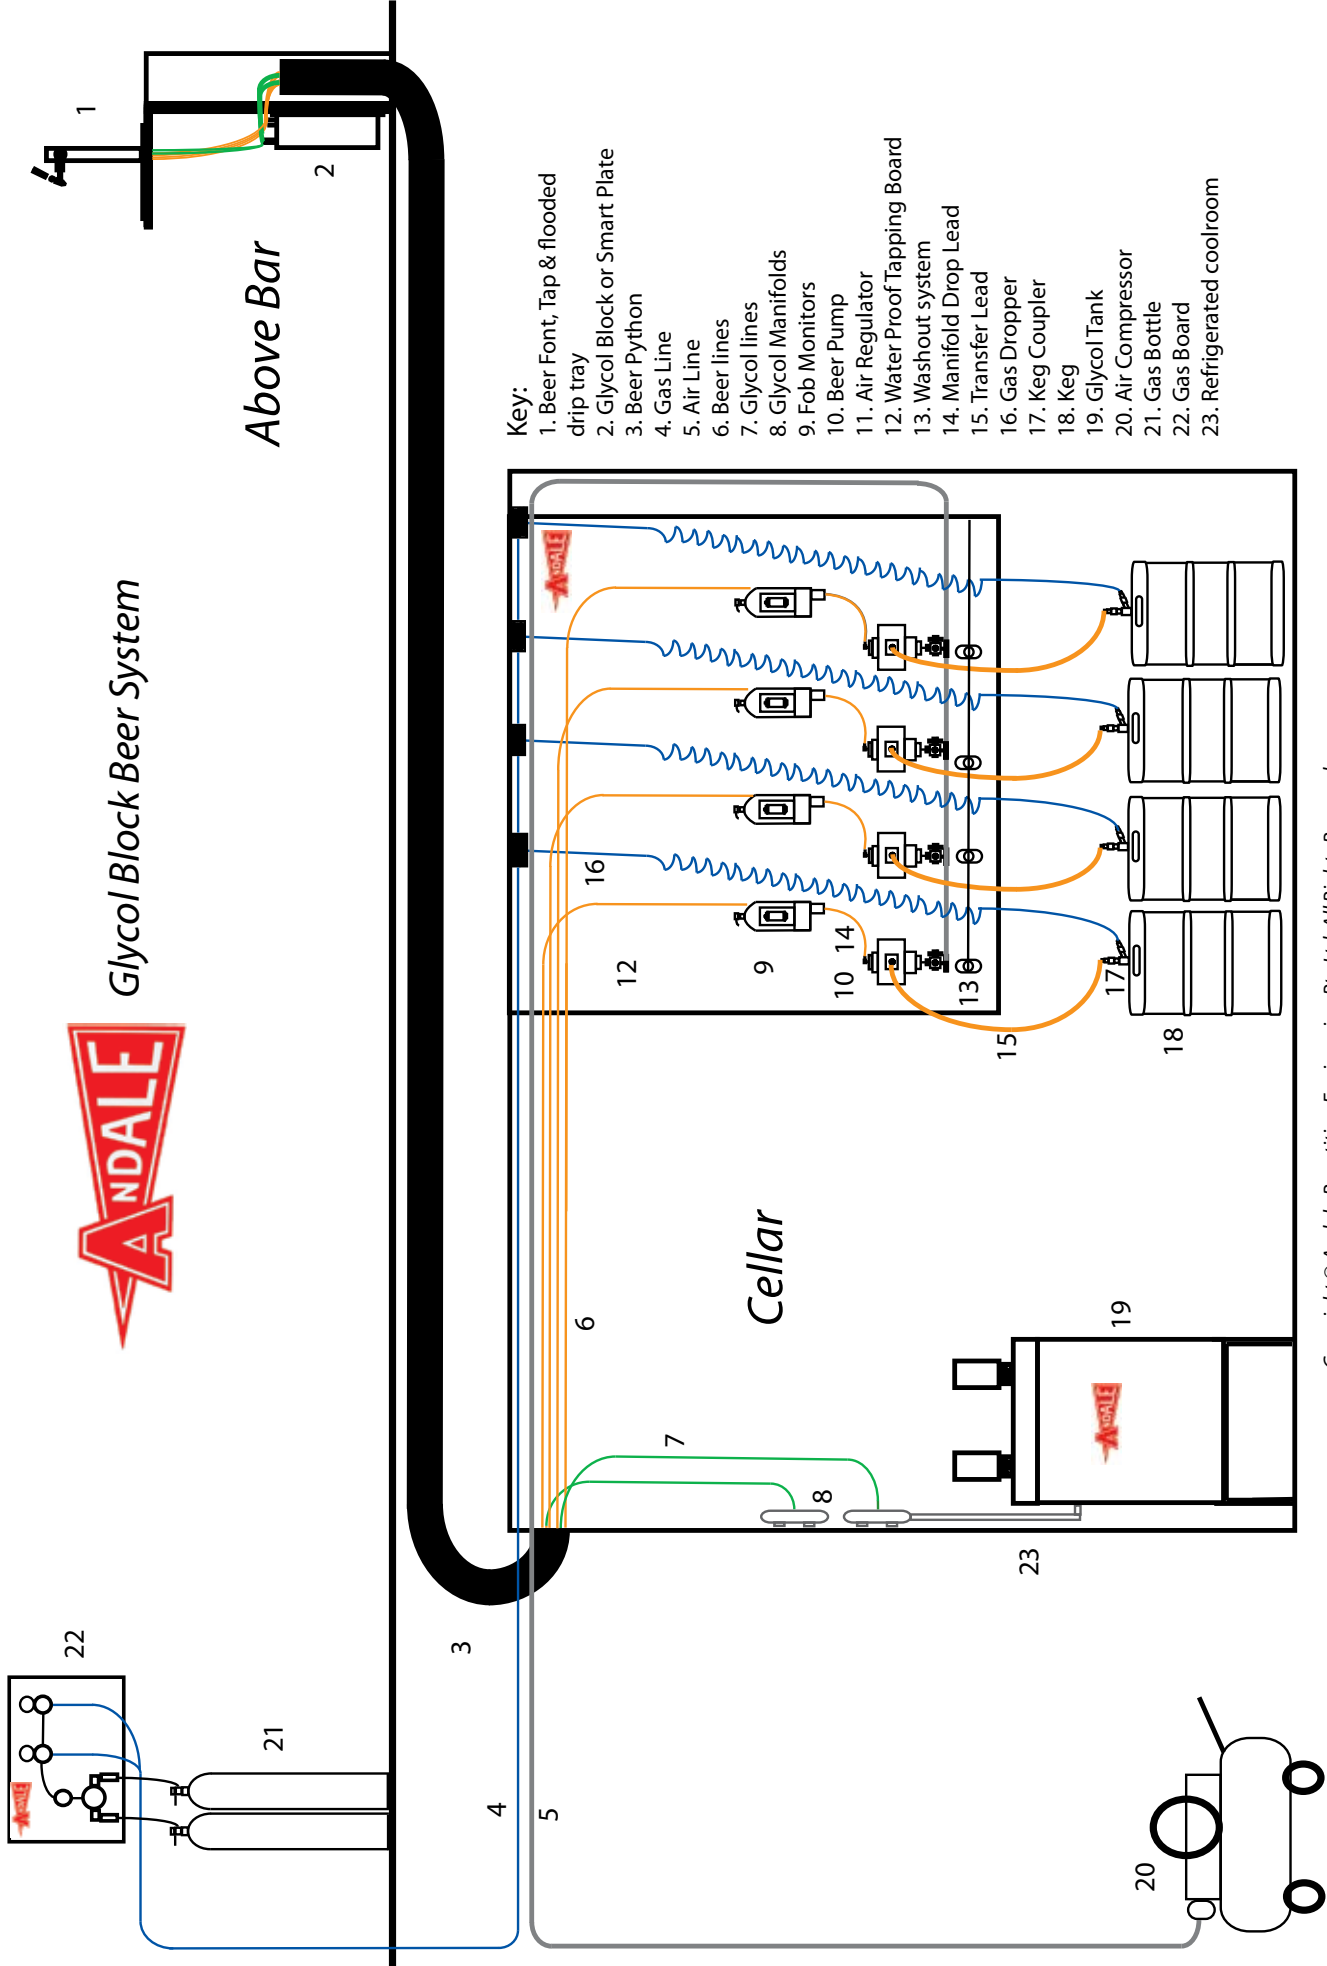 ANDALE
Glycol Block Beer System
Above Bar
1
2
22
21
3
4
5
Key:
1. Beer Font, Tap & flooded
drip tray
2. Glycol Block or Smart Plate
3. Beer Python
4. Gas Line
5. Air Line
6. Beer lines
7. Glycol lines
8. Glycol Manifolds
9. Fob Monitors
10. Beer Pump
11. Air Regulator
12. Water Proof Tapping Board
13. Washout system
14. Manifold Drop Lead
15. Transfer Lead
16. Gas Dropper
17. Keg Coupler
18. Keg
19. Glycol Tank
20. Air Compressor
21. Gas Bottle
22. Gas Board
23. Refrigerated coolroom
ANDALE
6
16
12
7
Cellar
9
8
10
14
13
15
17
18
23
19
ANDALE
20
ANDALE